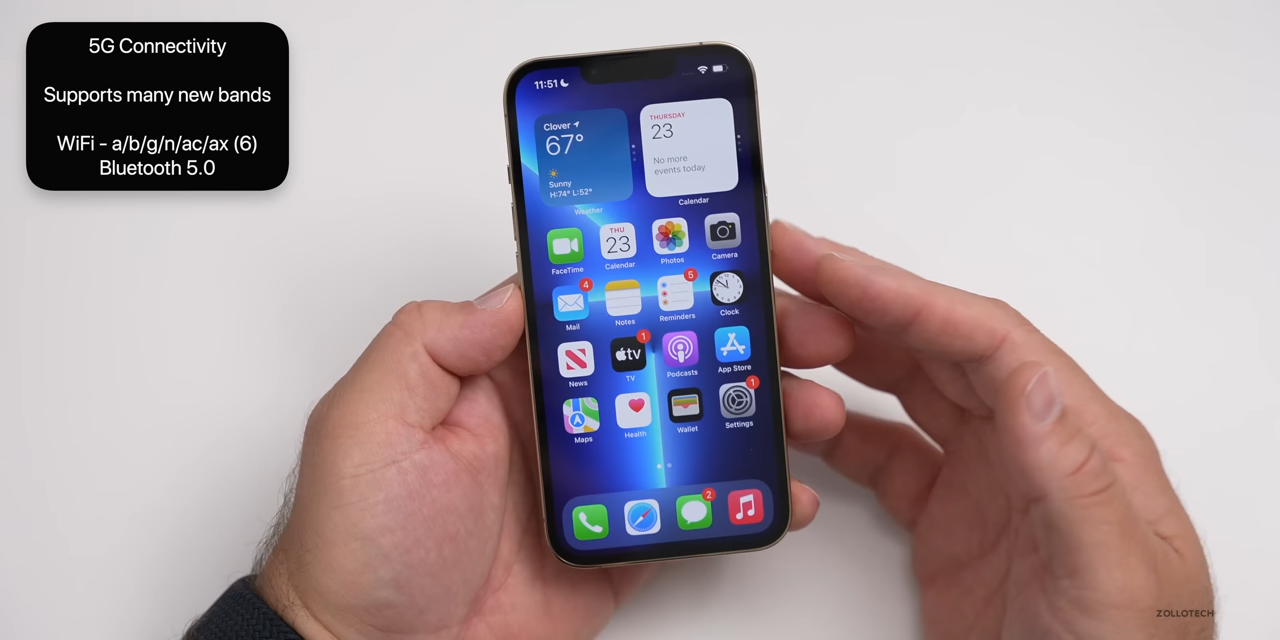 5G Connectivity
Supports many new bands
WiFi - a/b/g/n/ac/ax (6)
Bluetooth 5.0
11:51
Clover
67°
Sunny
H:74° L:52°
Weather
THURSDAY
23
No more
events today
Calendar
FaceTime
THU
23
Calendar
Photos
Camera
4
Mail
Notes
5
Reminders
Clock
News
tv
1
TV
Podcasts
App Store
Maps
Health
Wallet
1
Settings
2
ZOLLOTECH